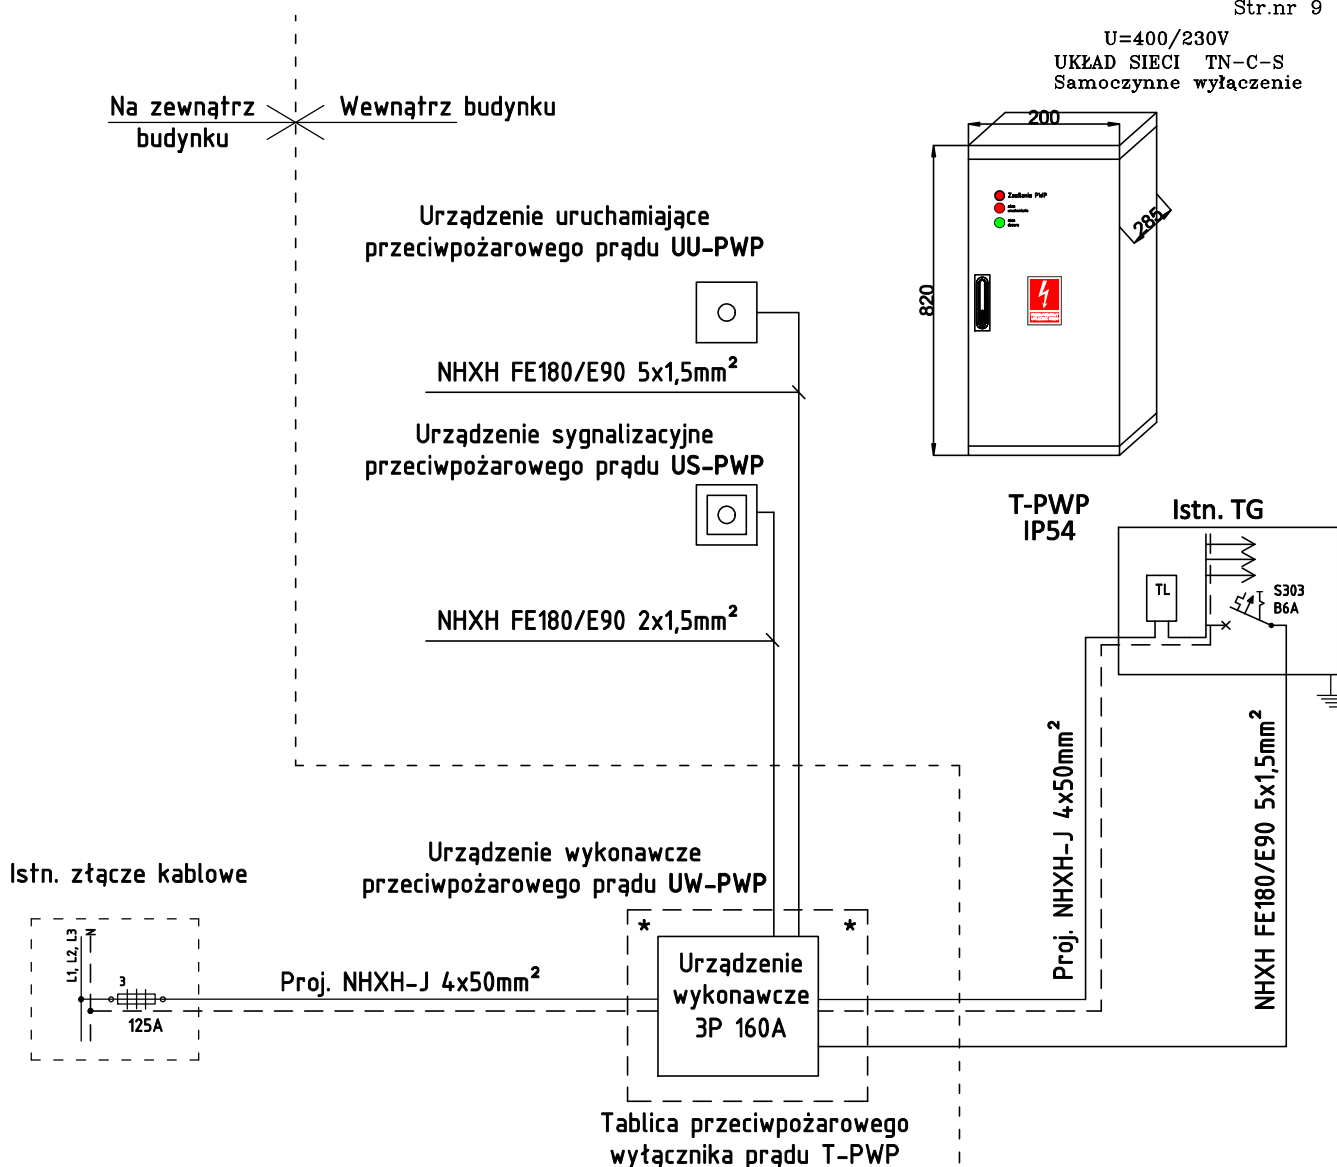 Str.nr 9
U=400/230V
UKŁAD SIECI TN-C-S
Samoczynne wyłączenie
Na zewnątrz
budynku
Wewnątrz budynku
200
285
820
Zasilanie PWP
Urządzenie uruchamiające
przeciwpożarowego prądu UU-PWP
NHXH FE180/E90 5x1,5mm²
Urządzenie sygnalizacyjne
przeciwpożarowego prądu US-PWP
NHXH FE180/E90 2x1,5mm²
T-PWP
IP54
Istn. TG
TL
S303
B6A
Proj. NHXH-J 4x50mm²
NHXH FE180/E90 5x1,5mm²
Istn. złącze kablowe
L1, L2, L3
N
3
125A
Proj. NHXH-J 4x50mm²
Urządzenie wykonawcze
przeciwpożarowego prądu UW-PWP
* *
Urządzenie
wykonawcze
3P 160A
Tablica przeciwpożarowego
wyłącznika prądu T-PWP